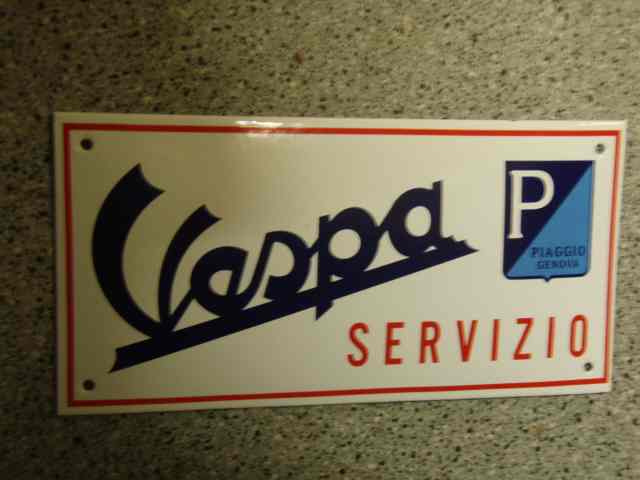 Vespa
P
PIAGGIO
GENOVA
SERVIZIO